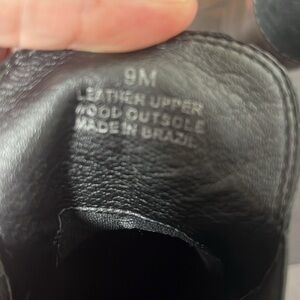 9M
LEATHER UPPER
WOOD OUTSOLE
MADE IN BRAZIL